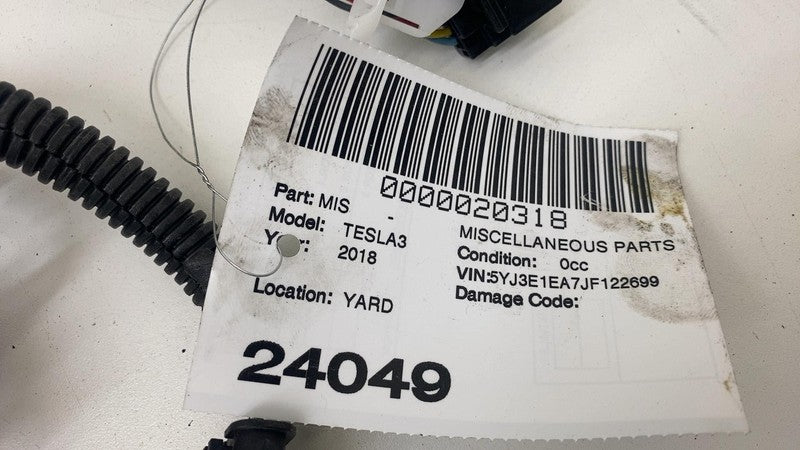 0000020318
Part: MIS - MISCELLANEOUS PARTS
Model: TESLA3 Condition: 0cc
2018 VIN:5YJ3E1EA7JF122699
Location: YARD Damage Code:
24049